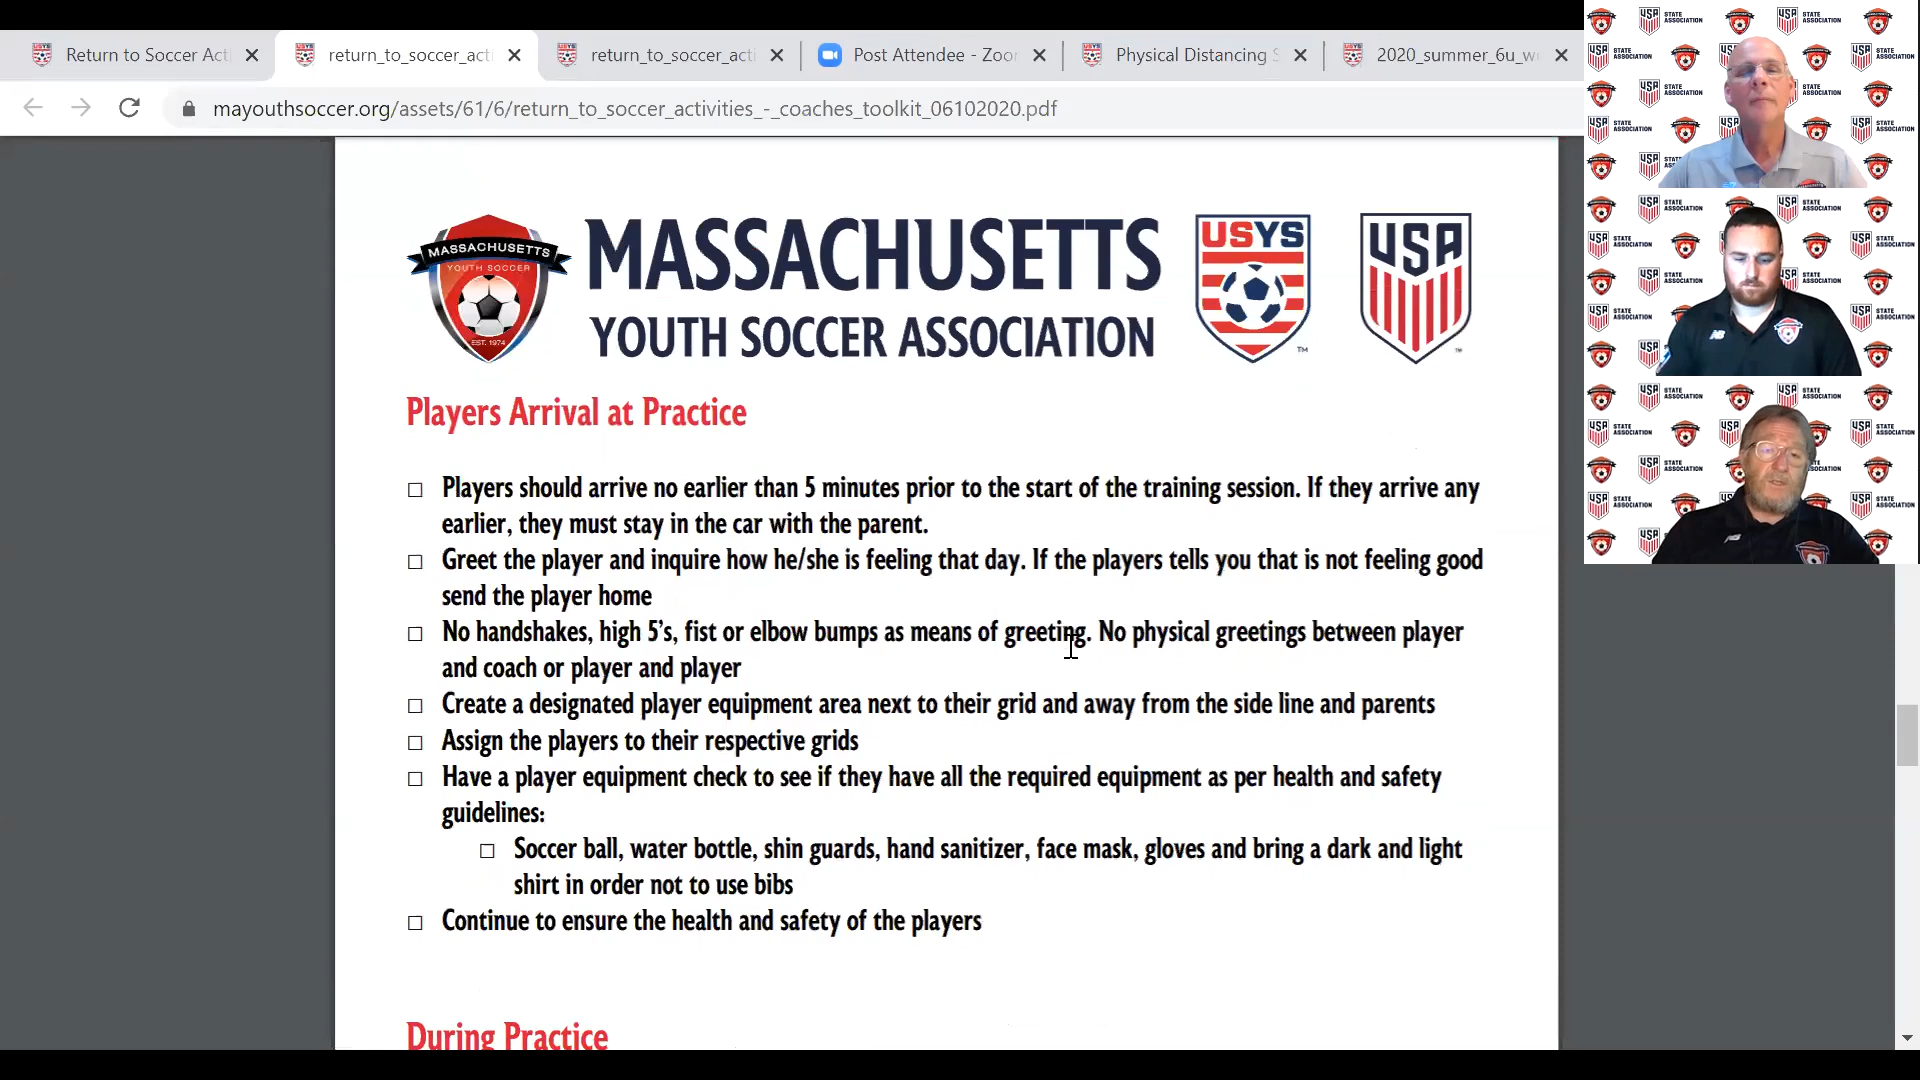 Return to Soccer Act
return_to_soccer_acti
return_to_soccer_acti
Post Attendee - Zoo
Physical Distancing S
2020_summer_6u_w
mayouthsoccer.org/assets/61/6/return_to_soccer_activities_-_coaches_toolkit_06102020.pdf
MASSACHUSETTS
YOUTH SOCCER
EST. 1974
MASSACHUSETTS
YOUTH SOCCER ASSOCIATION
USYS
TM
USA
TM
Players Arrival at Practice
Players should arrive no earlier than 5 minutes prior to the start of the training session. If they arrive any
earlier, they must stay in the car with the parent.
Greet the player and inquire how he/she is feeling that day. If the players tells you that is not feeling good
send the player home
No handshakes, high 5's, fist or elbow bumps as means of greeting. No physical greetings between player
and coach or player and player
Create a designated player equipment area next to their grid and away from the side line and parents
Assign the players to their respective grids
Have a player equipment check to see if they have all the required equipment as per health and safety
guidelines:
Soccer ball, water bottle, shin guards, hand sanitizer, face mask, gloves and bring a dark and light
shirt in order not to use bibs
Continue to ensure the health and safety of the players
During Practice
USA
STATE
ASSOCIATION